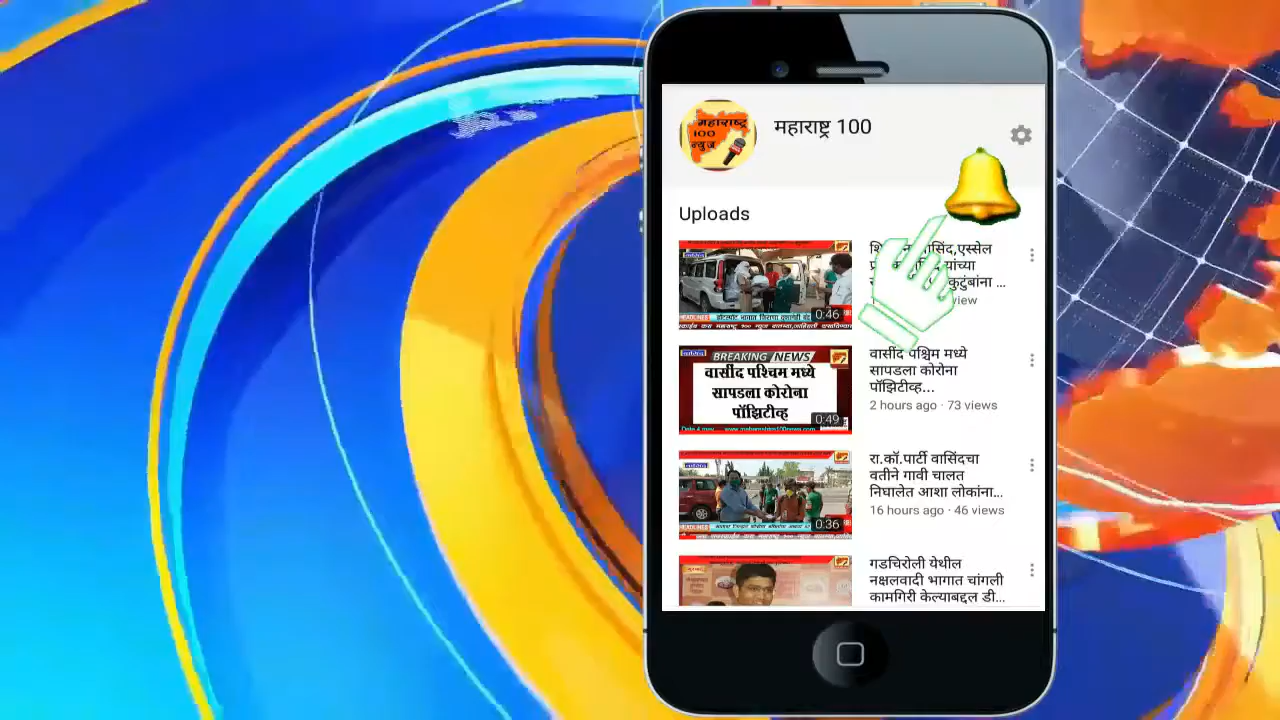 महाराष्ट्र
100
न्युज
महाराष्ट्र 100
Uploads
0:46
HEADLINES
view
BREAKING NEWS
वासींद पश्चिम मध्ये
सापडला कोरोना
पॉझिटीव्ह
0:49
वासींद पश्चिम मध्ये
सापडला कोरोना
पॉझिटीव्ह...
2 hours ago · 73 views
0:36
HEADLINES
रा.कॉ.पार्टी वासिंदचा
वतीने गावी चालत
निघालेत आशा लोकांना...
16 hours ago · 46 views
गडचिरोली येथील
नक्षलवादी भागात चांगली
कामगिरी केल्याबद्दल डी...